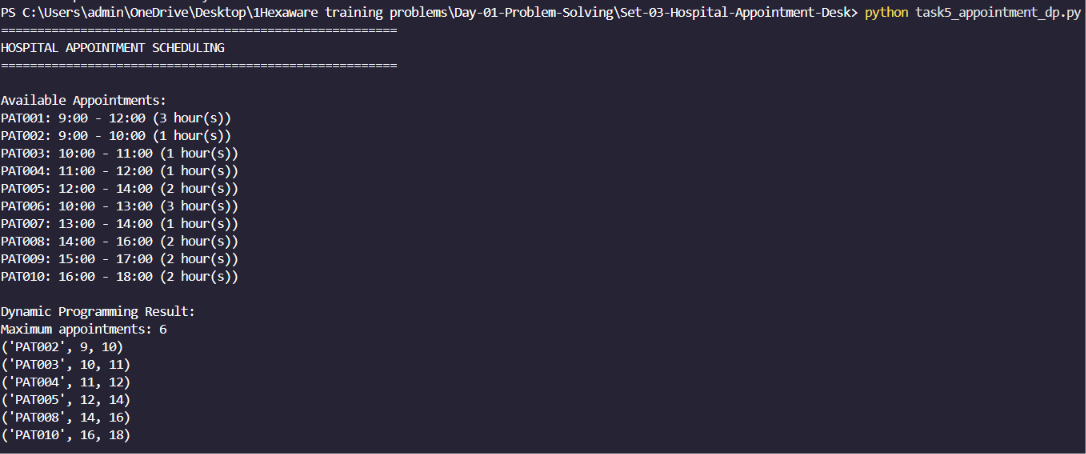 PS C:\Users\admin\OneDrive\Desktop\1Hexaware training problems\Day-01-Problem-Solving\Set-03-Hospital-Appointment-Desk> python task5_appointment_dp.py
=======================================================
HOSPITAL APPOINTMENT SCHEDULING
=======================================================
Available Appointments:
PAT001: 9:00 - 12:00 (3 hour(s))
PAT002: 9:00 - 10:00 (1 hour(s))
PAT003: 10:00 - 11:00 (1 hour(s))
PAT004: 11:00 - 12:00 (1 hour(s))
PAT005: 12:00 - 14:00 (2 hour(s))
PAT006: 10:00 - 13:00 (3 hour(s))
PAT007: 13:00 - 14:00 (1 hour(s))
PAT008: 14:00 - 16:00 (2 hour(s))
PAT009: 15:00 - 17:00 (2 hour(s))
PAT010: 16:00 - 18:00 (2 hour(s))
Dynamic Programming Result:
Maximum appointments: 6
('PAT002', 9, 10)
('PAT003', 10, 11)
('PAT004', 11, 12)
('PAT005', 12, 14)
('PAT008', 14, 16)
('PAT010', 16, 18)